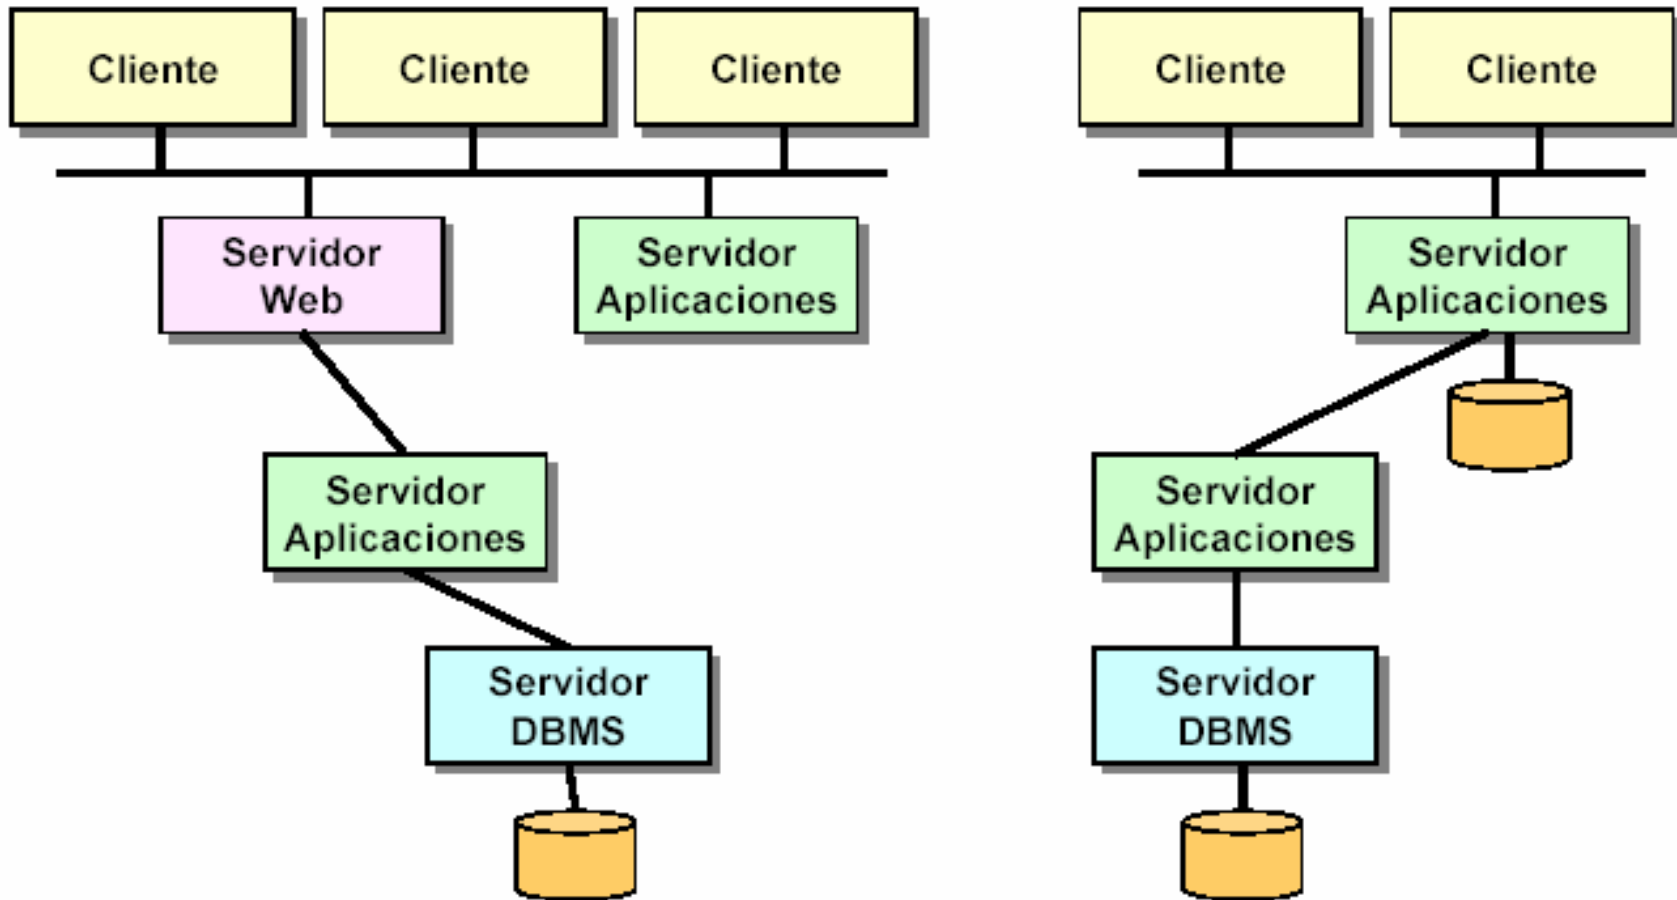 Cliente
Cliente
Cliente
Cliente
Cliente
Servidor
Web
Servidor
Aplicaciones
Servidor
Aplicaciones
Servidor
Aplicaciones
Servidor
Aplicaciones
Servidor
DBMS
Servidor
DBMS